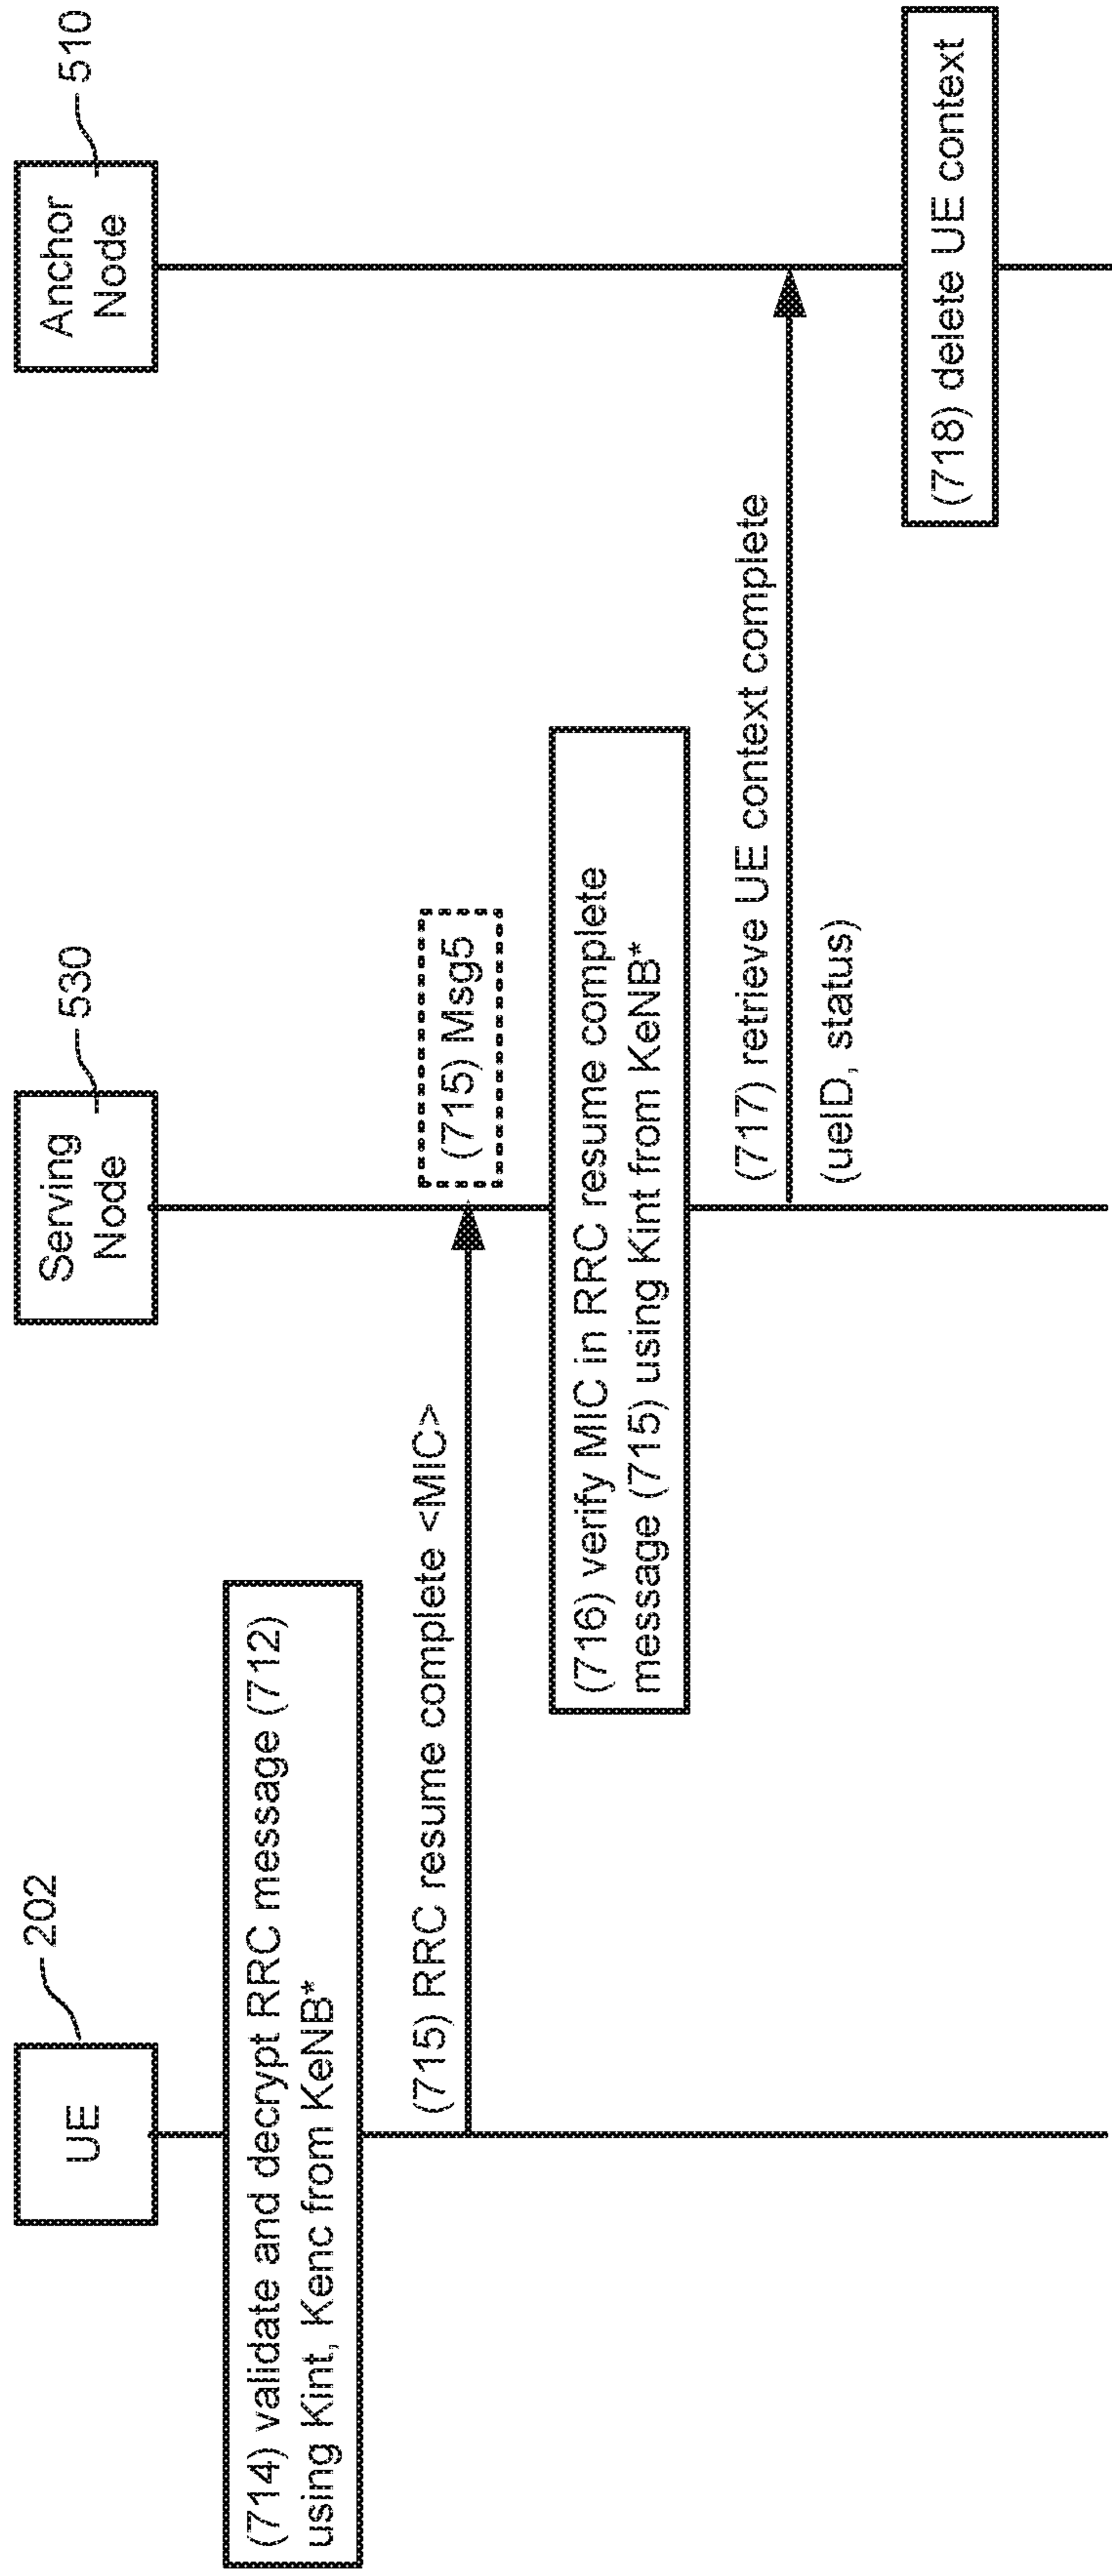 UE
202
Serving
Node
530
Anchor
Node
510
(714) validate and decrypt RRC message (712)
using Kint, Kenc from KeNB*
(715) RRC resume complete <MIC>
(715) Msg5
(716) verify MIC in RRC resume complete
message (715) using Kint from KeNB*
(717) retrieve UE context complete
(ueID, status)
(718) delete UE context